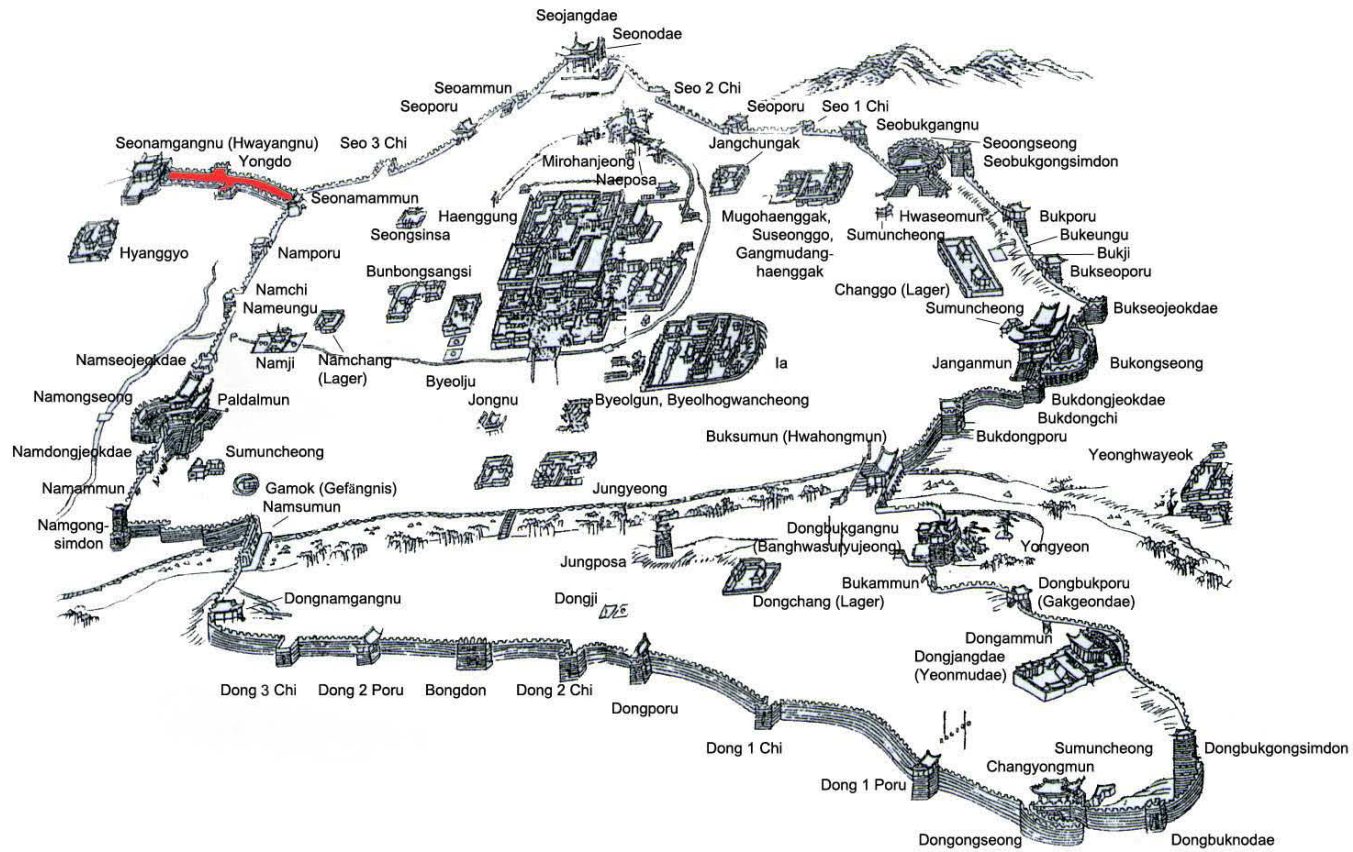 Seojangdae
Seonodae
Seoammun
Seo 2 Chi
Seoporu
Seoporu
Seo 1 Chi
Seobukgangnu
Seonamgangnu (Hwayangnu)
Yongdo
Seo 3 Chi
Jangchungak
Seoongseong
Seobukgongsimdon
Mirohanjeong
Naeposa
Seonamammun
Haenggung
Mugohaenggak,
Suseonggo,
Gangmudang-
haenggak
Hwaseomun
Sumuncheong
Bukporu
Seongsinsa
Bukeungu
Bukji
Hyanggyo
Namporu
Bunbongsangsi
Bukseoporu
Changgo (Lager)
Namchi
Nameungu
Sumuncheong
Bukseojeokdae
Namseojeokdae
Namji
Namchang
(Lager)
Byeolju
Ia
Janganmun
Bukongseong
Namongseong
Paldalmun
Jongnu
Byeolgun, Byeolhogwancheong
Bukdongjeokdae
Bukdongchi
Namdongjeokdae
Sumuncheong
Buksumun (Hwahongmun)
Bukdongporu
Yeonghwayeok
Namammun
Gamok (Gefängnis)
Namsumun
Jungyeong
Namgong-
simdon
Dongbukgangnu
(Banghwasuryujeong)
Yongyeon
Jungposa
Bukammun
Dongbukporu
(Gakgeondae)
Dongnamgangnu
Dongji
Dongchang (Lager)
Dongammun
Dongjangdae
(Yeonmudae)
Dong 3 Chi
Dong 2 Poru
Bongdon
Dong 2 Chi
Dongporu
Dong 1 Chi
Sumuncheong
Dongbukgongsimdon
Changyongmun
Dong 1 Poru
Dongongseong
Dongbuknodae